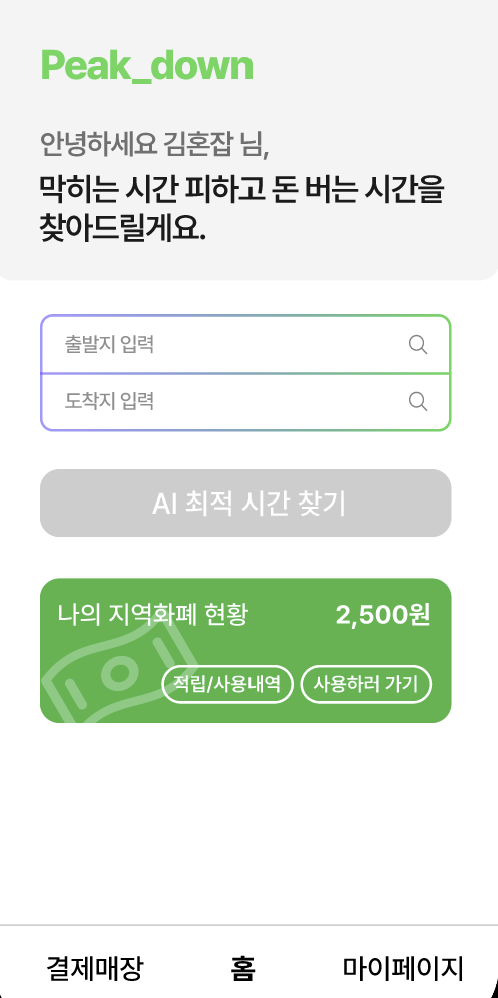 Peak_down
안녕하세요 김혼잡 님,
막히는 시간 피하고 돈 버는 시간을
찾아드릴게요.
출발지 입력
도착지 입력
AI 최적 시간 찾기
나의 지역화폐 현황 2,500원
적립/사용내역 사용하러 가기
결제매장 홈 마이페이지